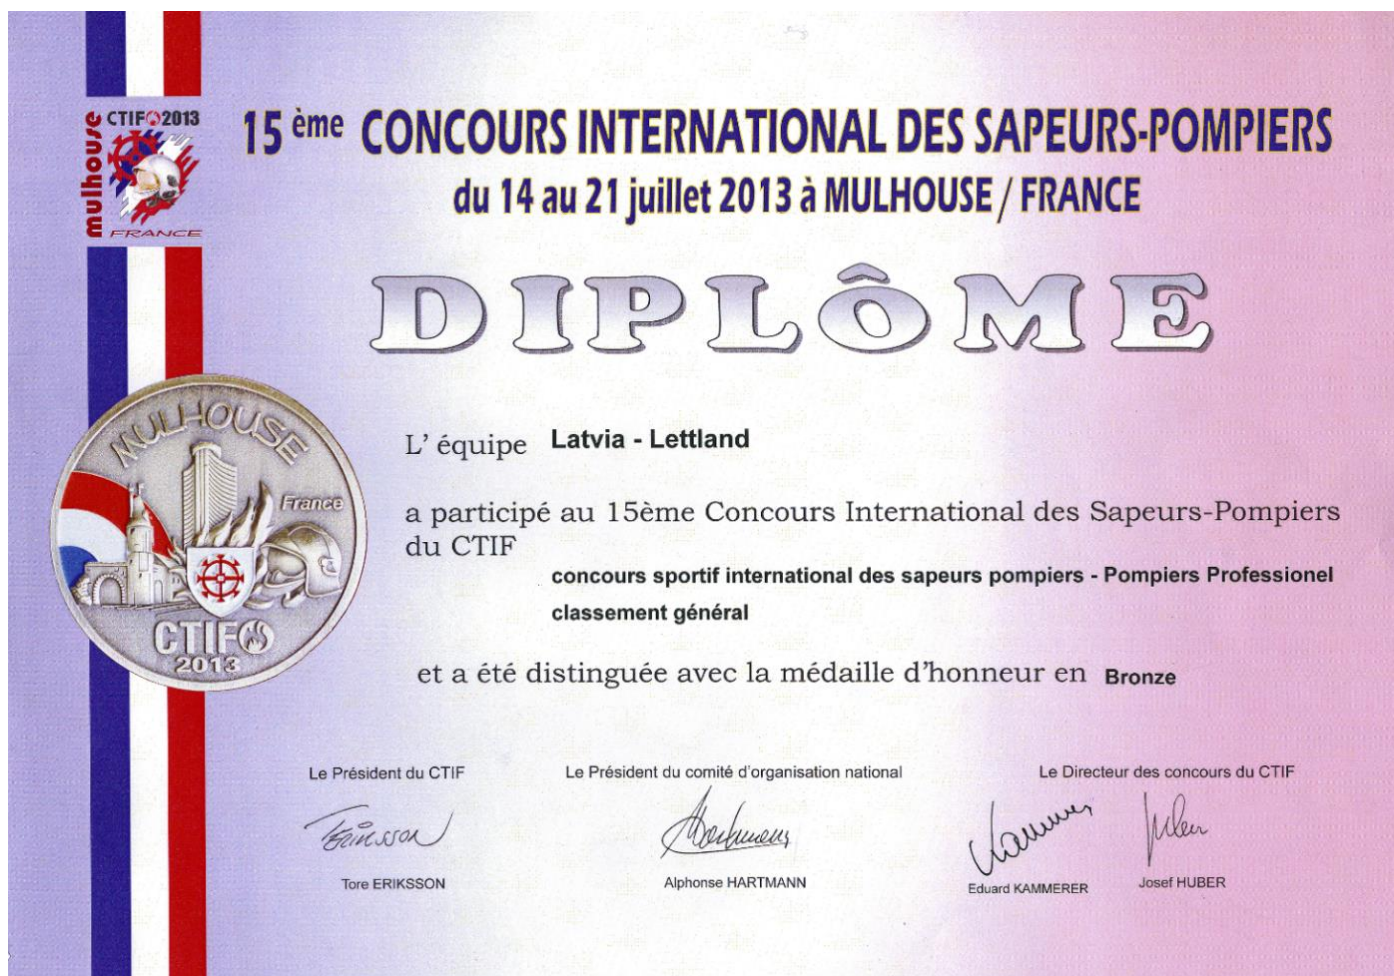 mulhouse
CTIF 2013
FRANCE
15 ème CONCOURS INTERNATIONAL DES SAPEURS-POMPIERS
du 14 au 21 juillet 2013 à MULHOUSE / FRANCE
DIPLÔME
MULHOUSE
France
CTIF
2013
L' équipe Latvia - Lettland
a participé au 15ème Concours International des Sapeurs-Pompiers
du CTIF
concours sportif international des sapeurs pompiers - Pompiers Professionel
classement général
et a été distinguée avec la médaille d'honneur en Bronze
Le Président du CTIF Le Président du comité d'organisation national Le Directeur des concours du CTIF
Eriksson Hartmann Kammerer Huber
Tore ERIKSSON Alphonse HARTMANN Eduard KAMMERER Josef HUBER